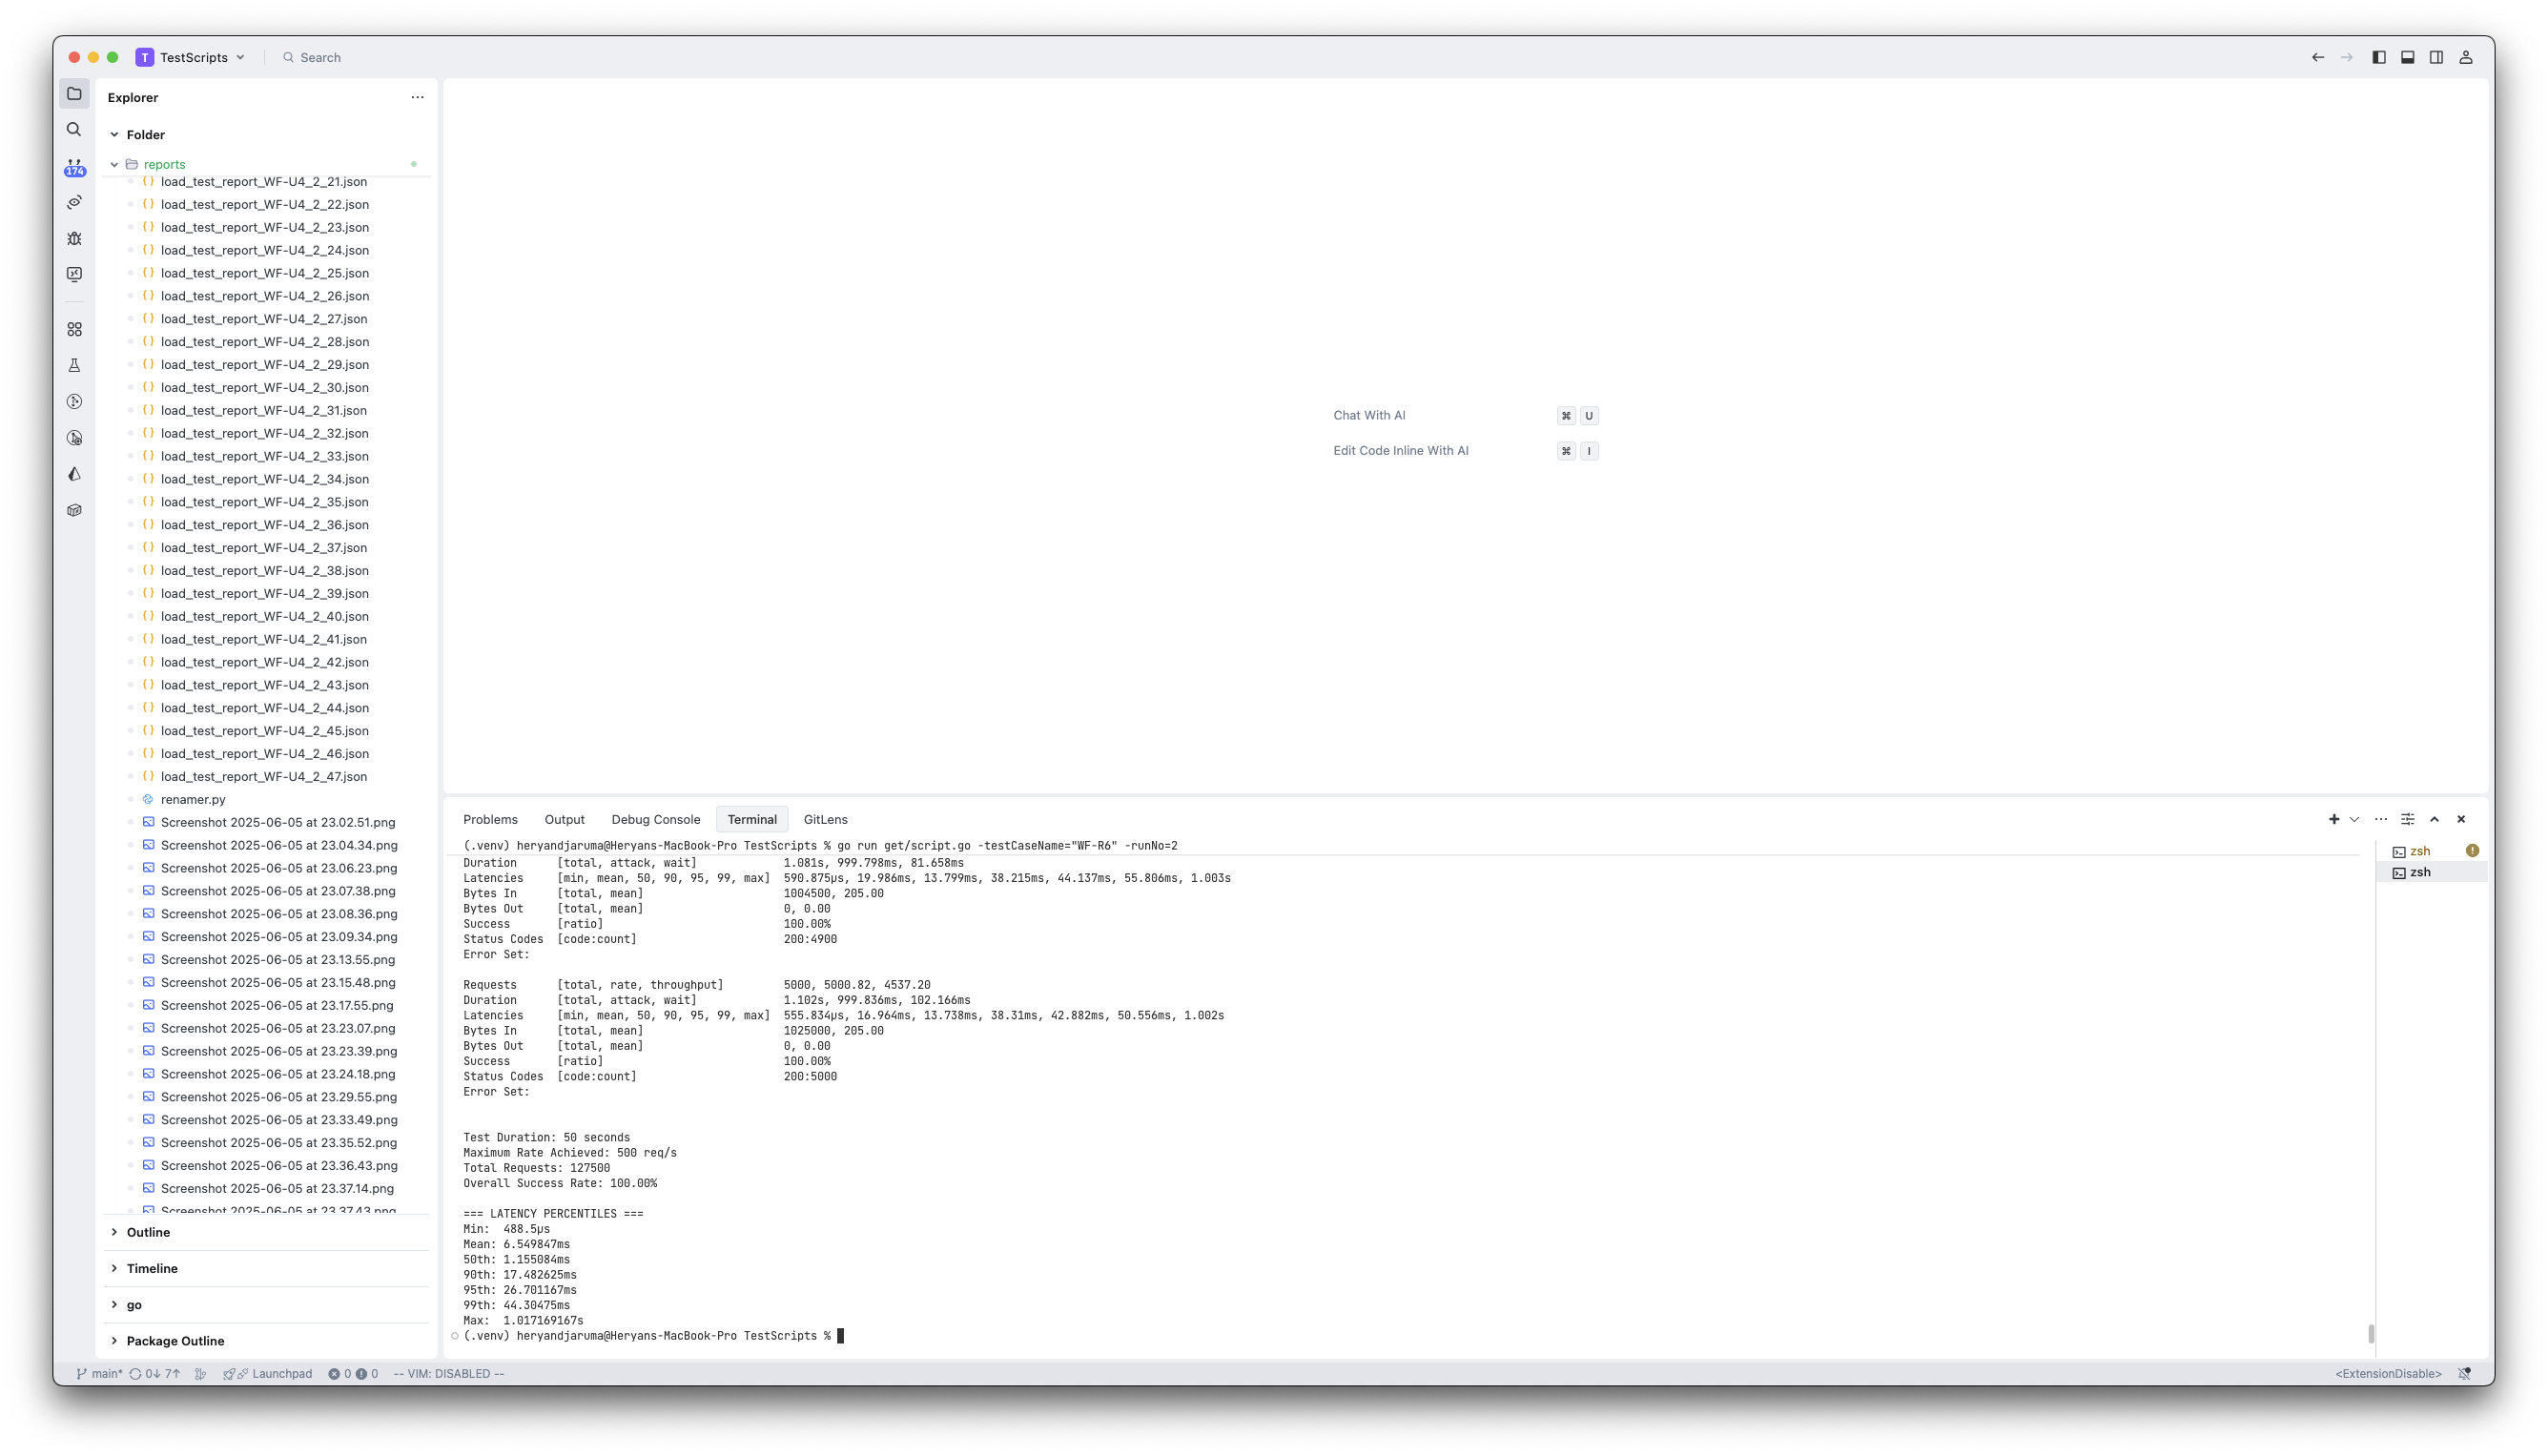 T TestScripts
Search
Explorer
Folder
reports
174
load_test_report_WF-U4_2_21.json
load_test_report_WF-U4_2_22.json
load_test_report_WF-U4_2_23.json
load_test_report_WF-U4_2_24.json
load_test_report_WF-U4_2_25.json
load_test_report_WF-U4_2_26.json
load_test_report_WF-U4_2_27.json
load_test_report_WF-U4_2_28.json
load_test_report_WF-U4_2_29.json
load_test_report_WF-U4_2_30.json
load_test_report_WF-U4_2_31.json
load_test_report_WF-U4_2_32.json
load_test_report_WF-U4_2_33.json
load_test_report_WF-U4_2_34.json
load_test_report_WF-U4_2_35.json
load_test_report_WF-U4_2_36.json
load_test_report_WF-U4_2_37.json
load_test_report_WF-U4_2_38.json
load_test_report_WF-U4_2_39.json
load_test_report_WF-U4_2_40.json
load_test_report_WF-U4_2_41.json
load_test_report_WF-U4_2_42.json
load_test_report_WF-U4_2_43.json
load_test_report_WF-U4_2_44.json
load_test_report_WF-U4_2_45.json
load_test_report_WF-U4_2_46.json
load_test_report_WF-U4_2_47.json
renamer.py
Screenshot 2025-06-05 at 23.02.51.png
Screenshot 2025-06-05 at 23.04.34.png
Screenshot 2025-06-05 at 23.06.23.png
Screenshot 2025-06-05 at 23.07.38.png
Screenshot 2025-06-05 at 23.08.36.png
Screenshot 2025-06-05 at 23.09.34.png
Screenshot 2025-06-05 at 23.13.55.png
Screenshot 2025-06-05 at 23.15.48.png
Screenshot 2025-06-05 at 23.17.55.png
Screenshot 2025-06-05 at 23.23.07.png
Screenshot 2025-06-05 at 23.23.39.png
Screenshot 2025-06-05 at 23.24.18.png
Screenshot 2025-06-05 at 23.29.55.png
Screenshot 2025-06-05 at 23.33.49.png
Screenshot 2025-06-05 at 23.35.52.png
Screenshot 2025-06-05 at 23.36.43.png
Screenshot 2025-06-05 at 23.37.14.png
Screenshot 2025-06-05 at 23.37.43.png
Outline
Timeline
go
Package Outline
Chat With AI ⌘ U
Edit Code Inline With AI ⌘ I
Problems Output Debug Console Terminal GitLens
(.venv) heryandjaruma@Heryans-MacBook-Pro TestScripts % go run get/script.go -testCaseName="WF-R6" -runNo=2
Duration [total, attack, wait] 1.081s, 999.798ms, 81.658ms
Latencies [min, mean, 50, 90, 95, 99, max] 590.875µs, 19.986ms, 13.799ms, 38.215ms, 44.137ms, 55.806ms, 1.003s
Bytes In [total, mean] 1004500, 205.00
Bytes Out [total, mean] 0, 0.00
Success [ratio] 100.00%
Status Codes [code:count] 200:4900
Error Set:
Requests [total, rate, throughput] 5000, 5000.82, 4537.20
Duration [total, attack, wait] 1.102s, 999.836ms, 102.166ms
Latencies [min, mean, 50, 90, 95, 99, max] 555.834µs, 16.964ms, 13.738ms, 38.31ms, 42.882ms, 50.556ms, 1.002s
Bytes In [total, mean] 1025000, 205.00
Bytes Out [total, mean] 0, 0.00
Success [ratio] 100.00%
Status Codes [code:count] 200:5000
Error Set:
Test Duration: 50 seconds
Maximum Rate Achieved: 500 req/s
Total Requests: 127500
Overall Success Rate: 100.00%
=== LATENCY PERCENTILES ===
Min: 488.5µs
Mean: 6.549847ms
50th: 1.155084ms
90th: 17.482625ms
95th: 26.701167ms
99th: 44.30475ms
Max: 1.017169167s
(.venv) heryandjaruma@Heryans-MacBook-Pro TestScripts %
zsh
zsh
main* 0↓ 7↑ Launchpad 0 0 -- VIM: DISABLED --
<ExtensionDisable>